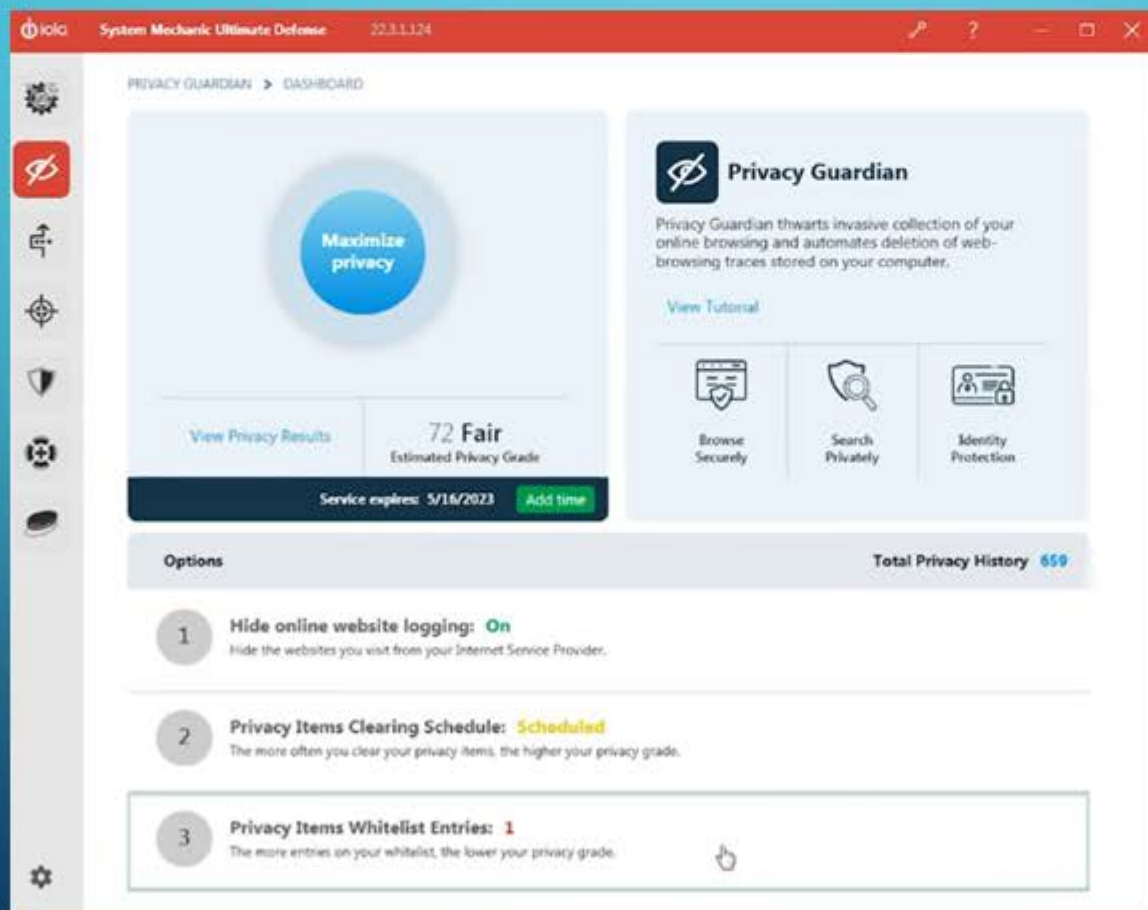 iolo System Mechanic Ultimate Defense 22.3.1.124 ?
PRIVACY GUARDIAN > DASHBOARD
Maximize
privacy
View Privacy Results
72 Fair
Estimated Privacy Grade
Service expires: 5/16/2023 Add time
Privacy Guardian
Privacy Guardian thwarts invasive collection of your
online browsing and automates deletion of web-
browsing traces stored on your computer.
View Tutorial
Browse
Securely
Search
Privately
Identity
Protection
Options
Total Privacy History 659
1
Hide online website logging: On
Hide the websites you visit from your Internet Service Provider.
2
Privacy Items Clearing Schedule: Scheduled
The more often you clear your privacy items, the higher your privacy grade.
3
Privacy Items Whitelist Entries: 1
The more entries on your whitelist, the lower your privacy grade.